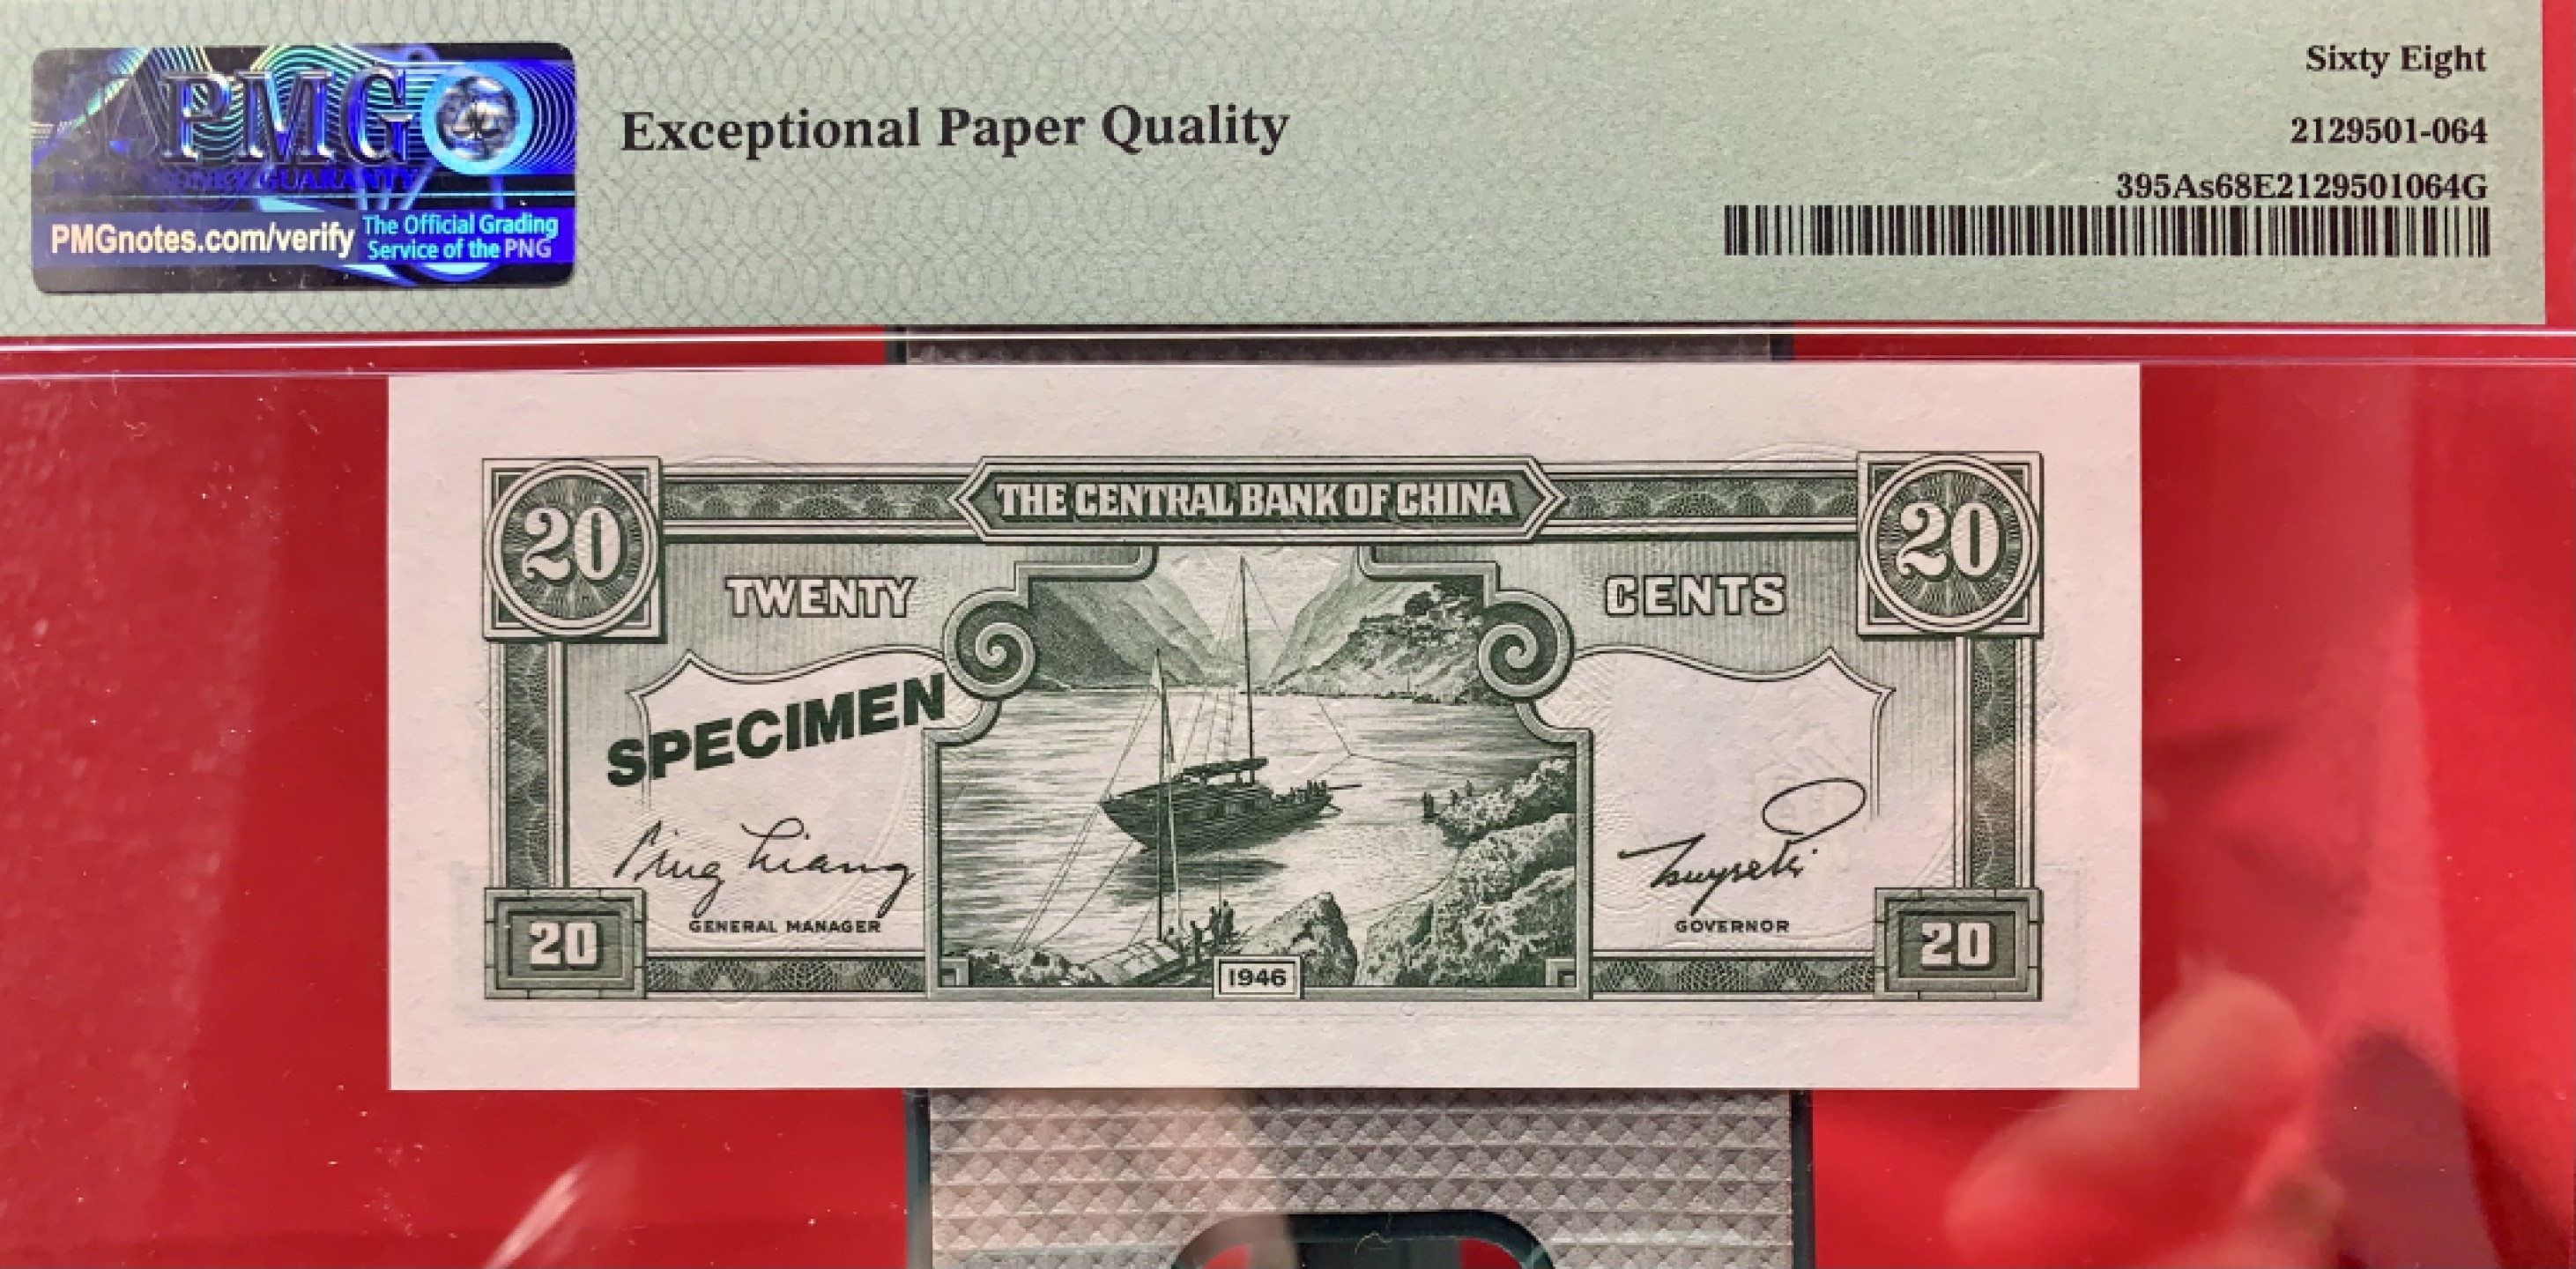 PMG
PMGnotes.com/verify
The Official Grading
Service of the PNG
Exceptional Paper Quality
Sixty Eight
2129501-064
395As68E2129501064G
20
THE CENTRAL BANK OF CHINA
20
TWENTY
CENTS
SPECIMEN
GENERAL MANAGER
GOVERNOR
20
1946
20